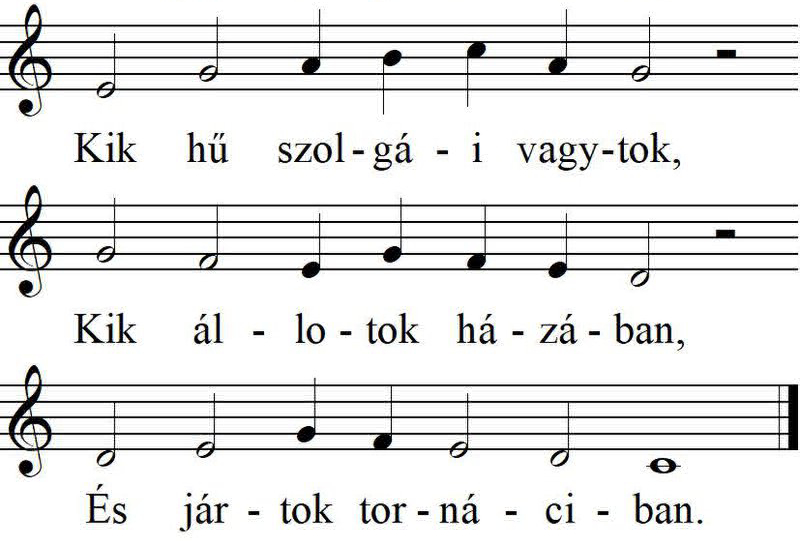 Kik hű szol-gá - i vagy-tok,
Kik ál - lo - tok há - zá - ban,
És jár - tok tor - ná - ci - ban.